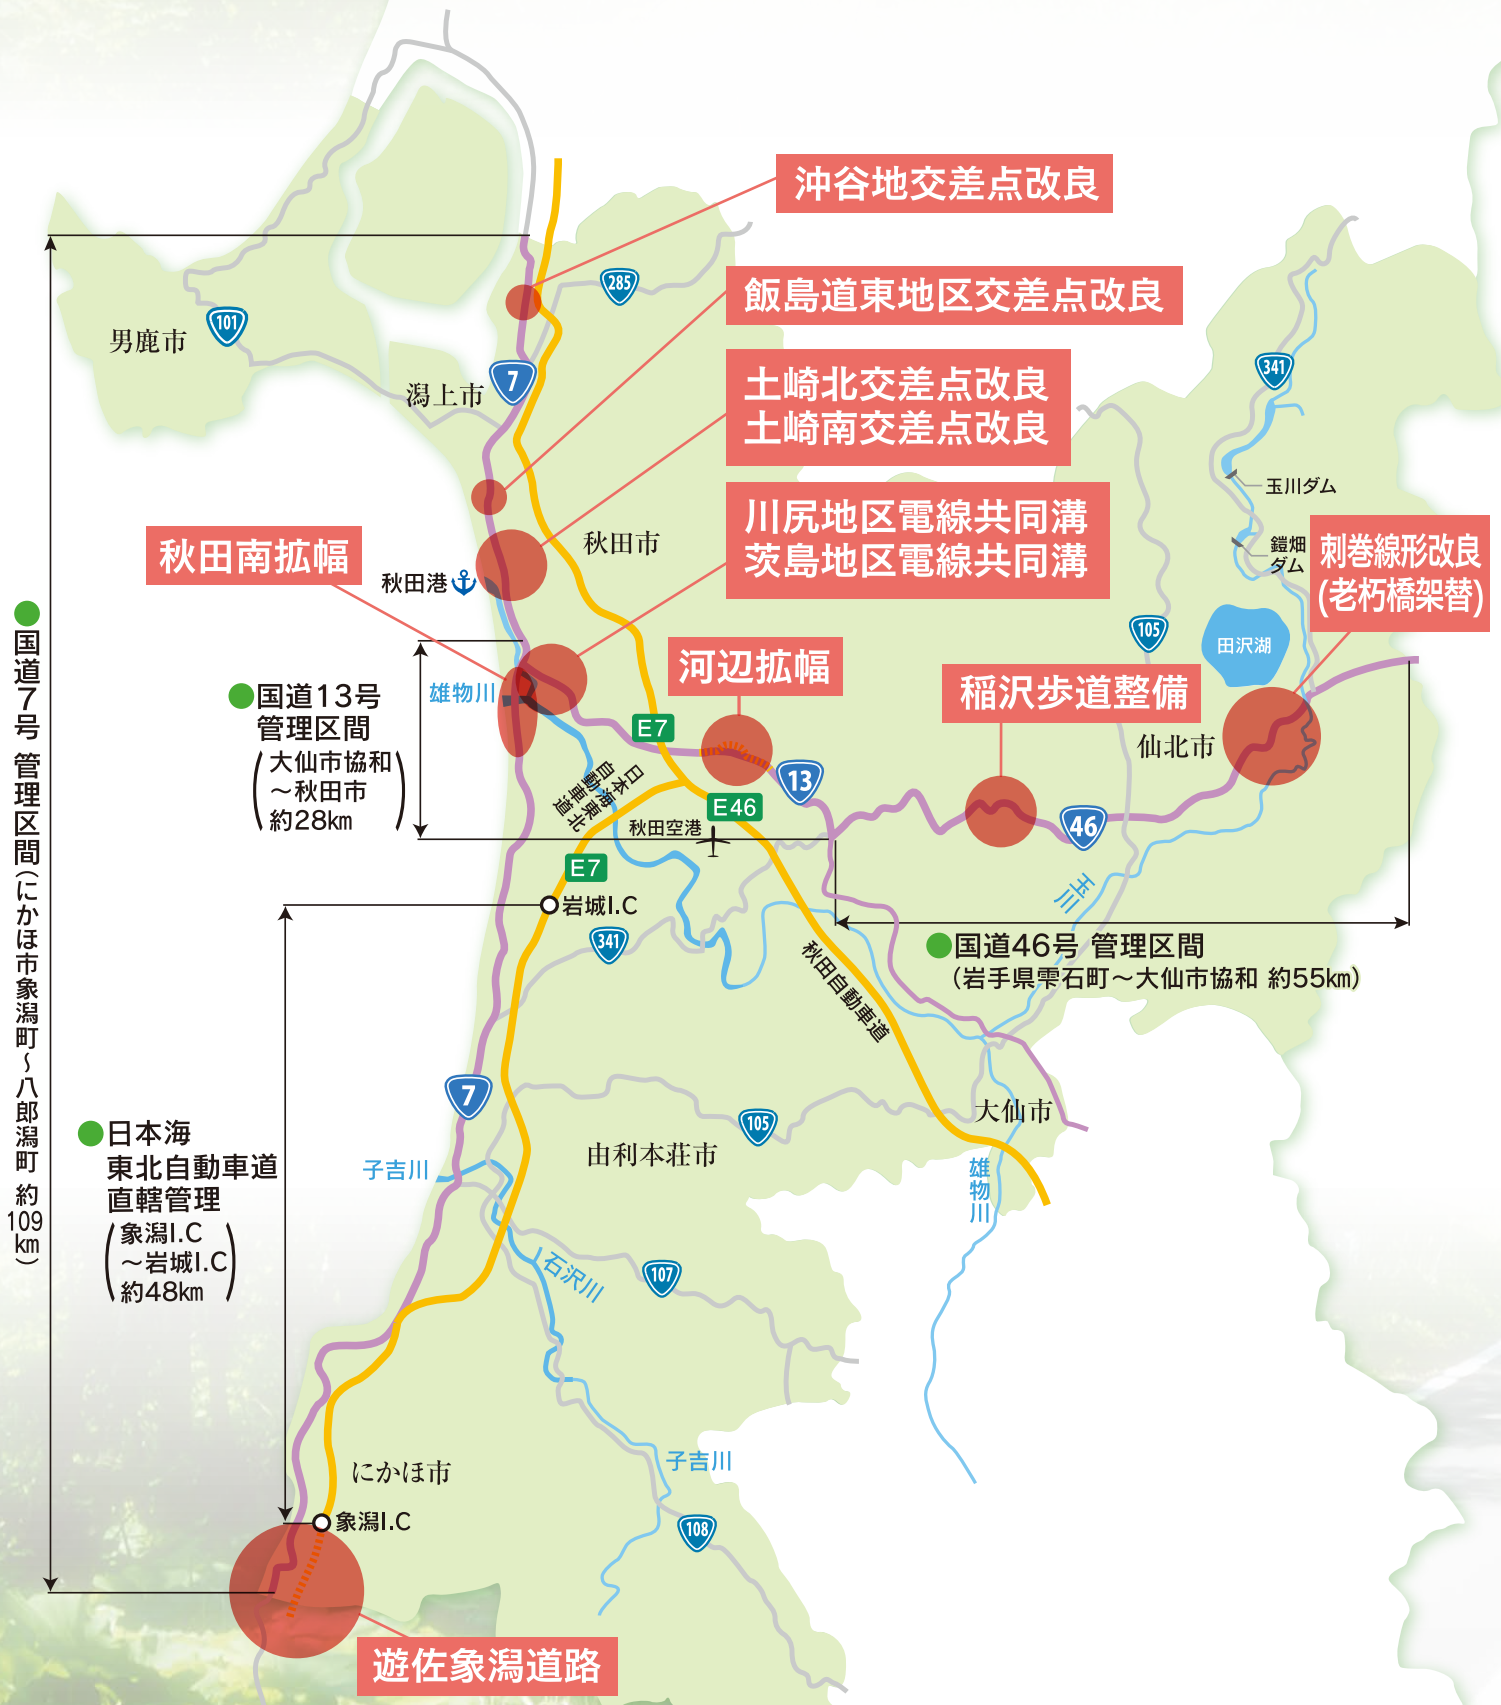 沖谷地交差点改良
285
飯島道東地区交差点改良
101
男鹿市
潟上市
7
土崎北交差点改良
土崎南交差点改良
341
玉川ダム
川尻地区電線共同溝
茨島地区電線共同溝
秋田市
鎧畑
ダム
刺巻線形改良
(老朽橋架替)
秋田南拡幅
秋田港
105
田沢湖
河辺拡幅
稲沢歩道整備
雄物川
●国道13号
管理区間
(大仙市協和
～秋田市
約28km)
E7
仙北市
13
46
E46
日本海東北
自動車道
秋田空港
E7
玉川
岩城I.C
341
●国道46号 管理区間
(岩手県雫石町～大仙市協和 約55km)
秋田自動車道
●国道7号 管理区間(にかほ市象潟町～八郎潟町 約109km)
7
105
大仙市
●日本海
東北自動車道
直轄管理
(象潟I.C
～岩城I.C
約48km)
由利本荘市
子吉川
雄物川
石沢川
107
にかほ市
子吉川
象潟I.C
108
遊佐象潟道路